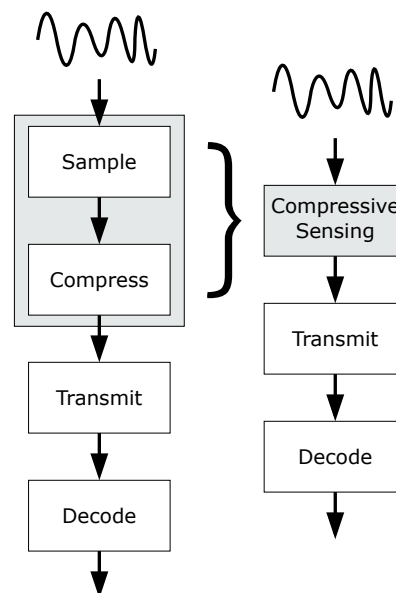 Sample
Compress
Transmit
Decode
Compressive
Sensing
Transmit
Decode